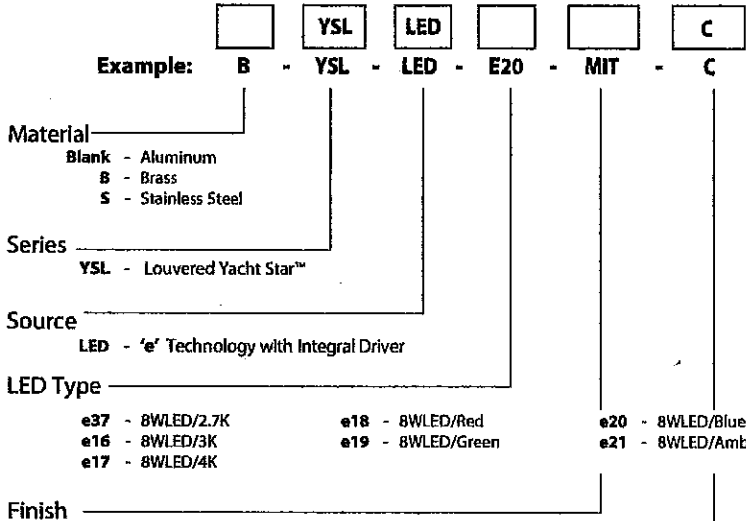 YSL LED C
Example: B - YSL - LED - E20 - MIT - C
Material
Blank - Aluminum
B - Brass
S - Stainless Steel
Series
YSL - Louvered Yacht Star™
Source
LED - 'e' Technology with Integral Driver
LED Type
e37 - 8WLED/2.7K e18 - 8WLED/Red e20 - 8WLED/Blue
e16 - 8WLED/3K e19 - 8WLED/Green e21 - 8WLED/Amb
e17 - 8WLED/4K
Finish